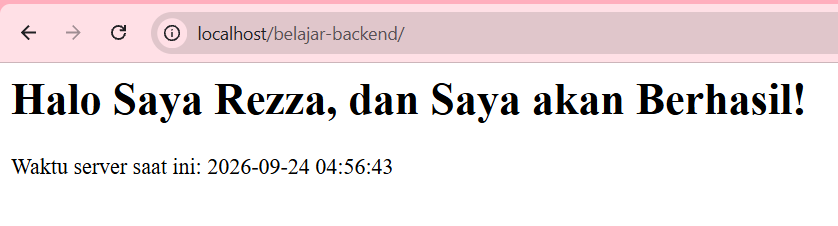 localhost/belajar-backend/
Halo Saya Rezza, dan Saya akan Berhasil!
Waktu server saat ini: 2026-09-24 04:56:43